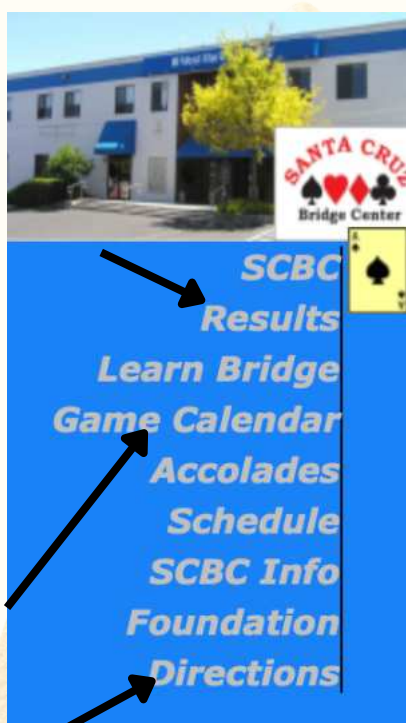 SANTA CRUZ
Bridge Center
A
A
SCBC
Results
Learn Bridge
Game Calendar
Accolades
Schedule
SCBC Info
Foundation
Directions